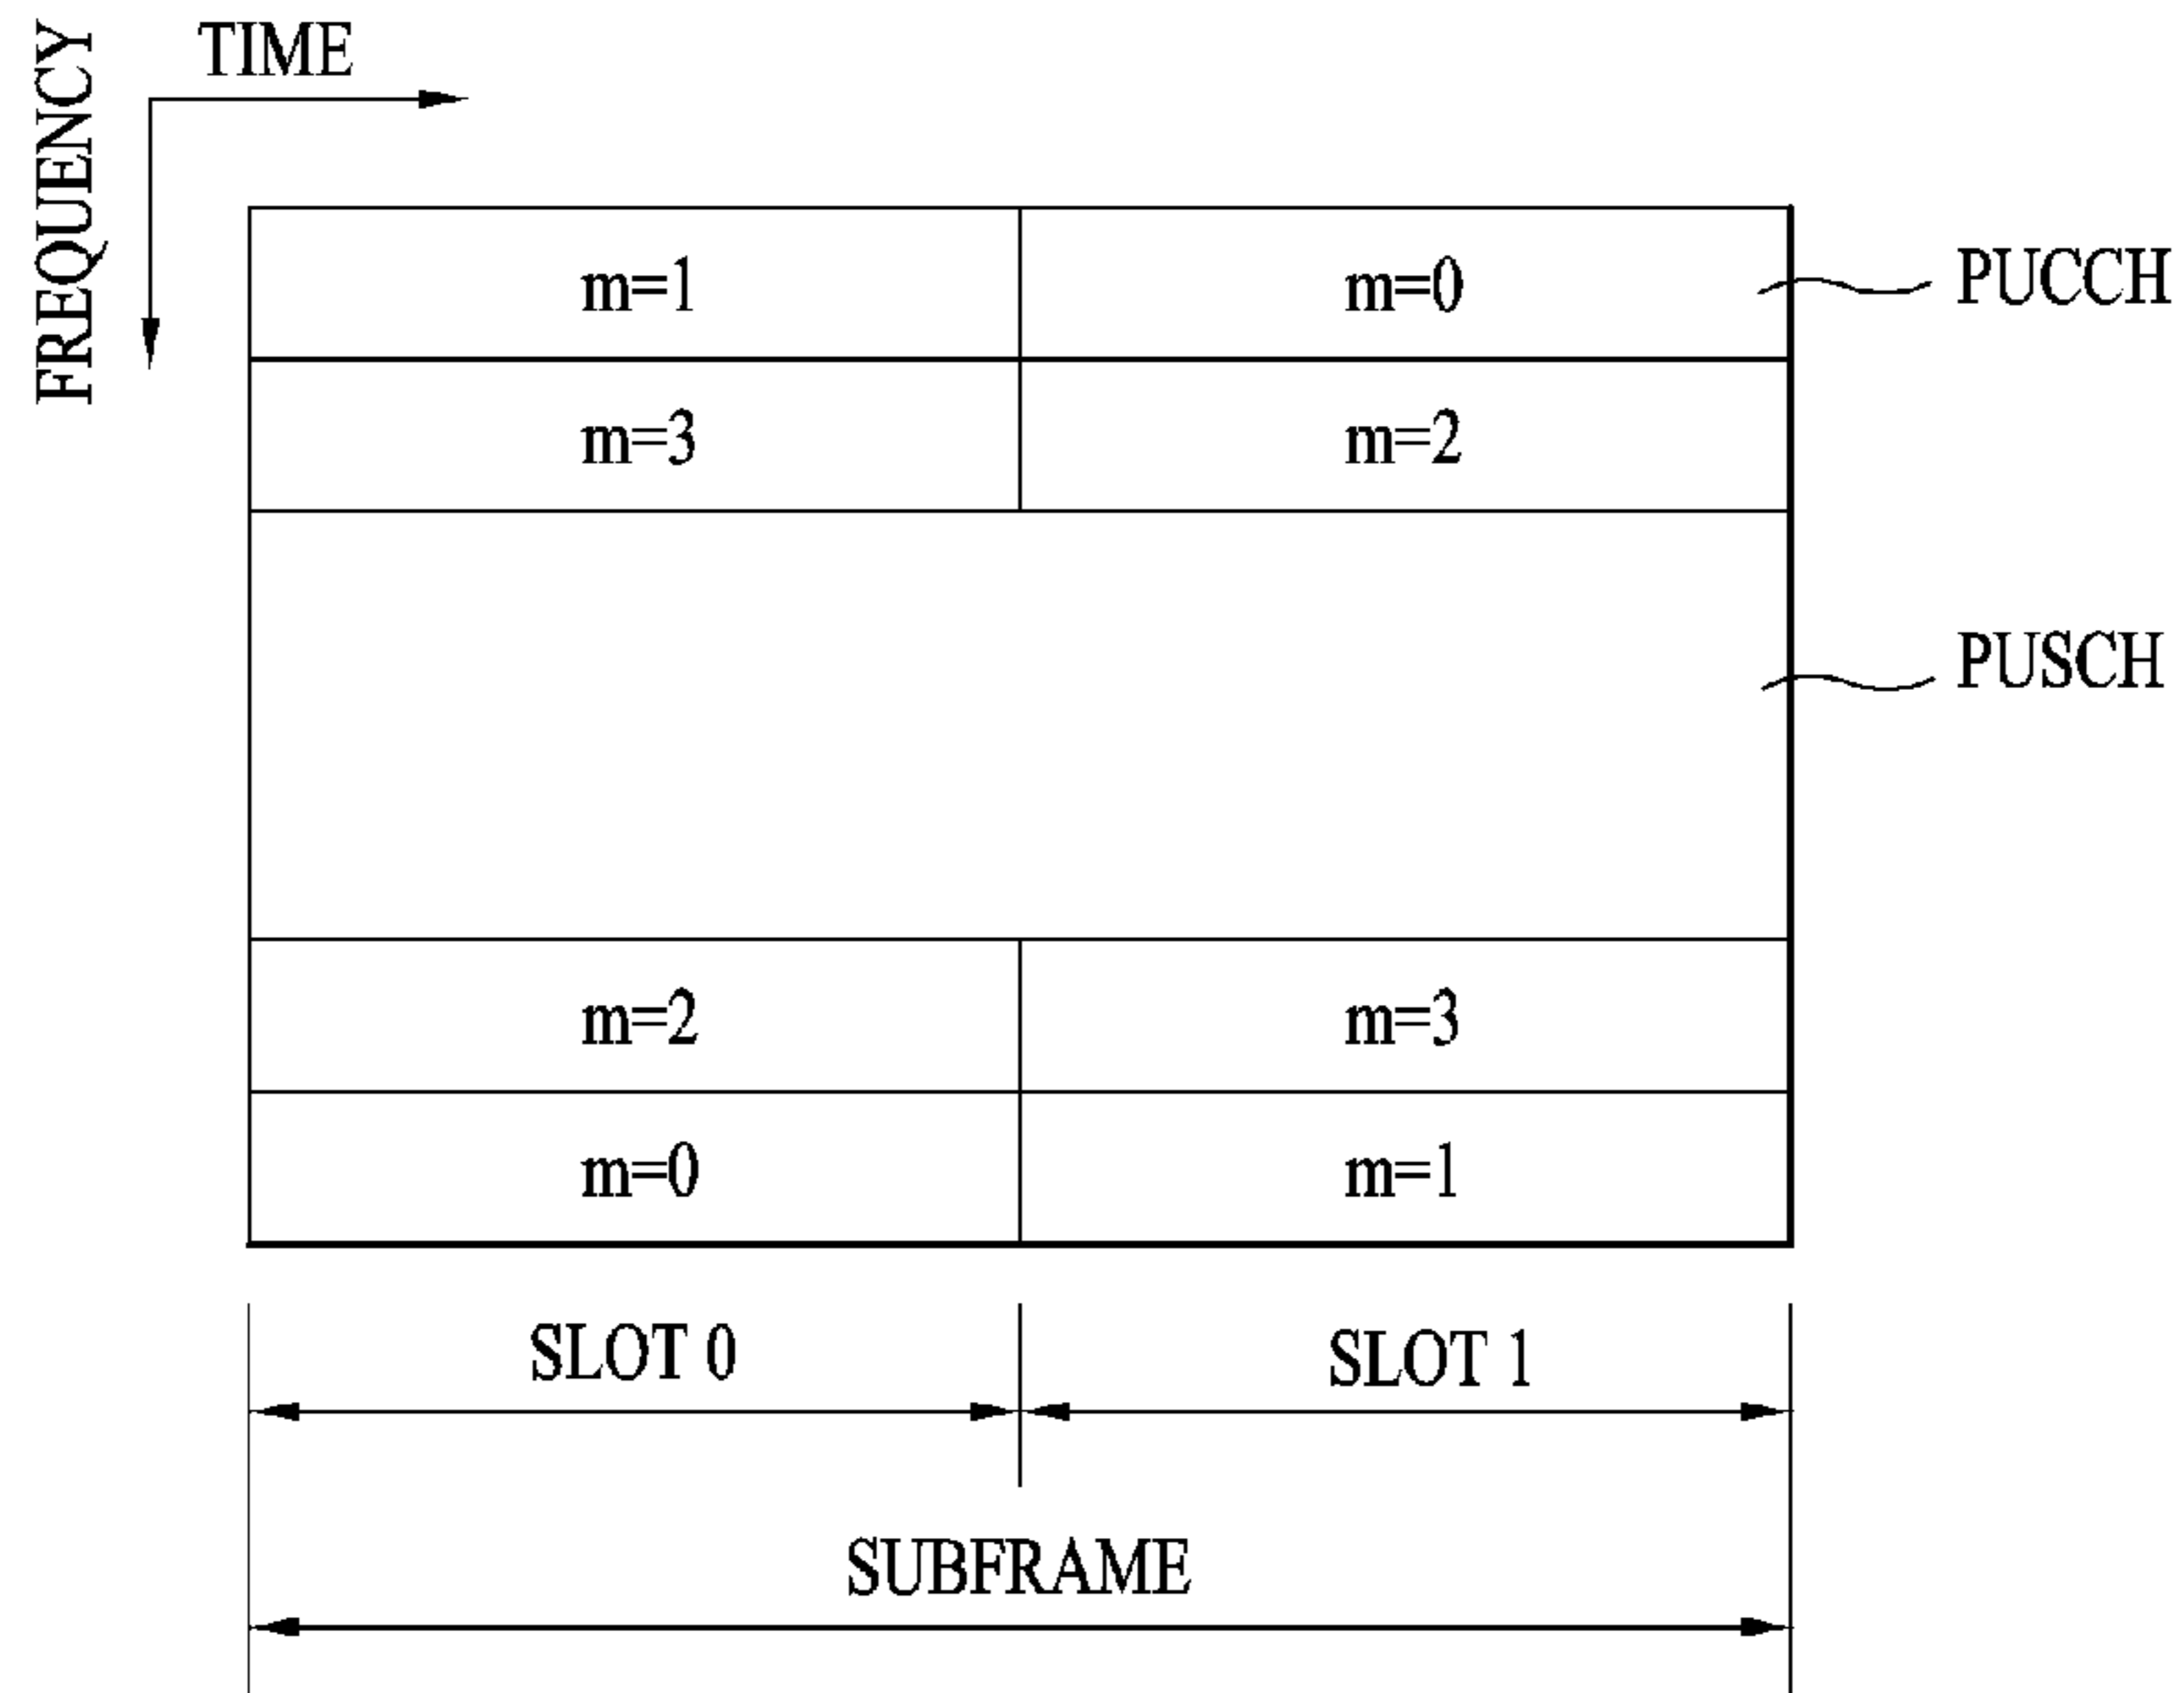 FREQUENCY
TIME
m=1 m=0 PUCCH
m=3 m=2
PUSCH
m=2 m=3
m=0 m=1
SLOT 0 SLOT 1
SUBFRAME